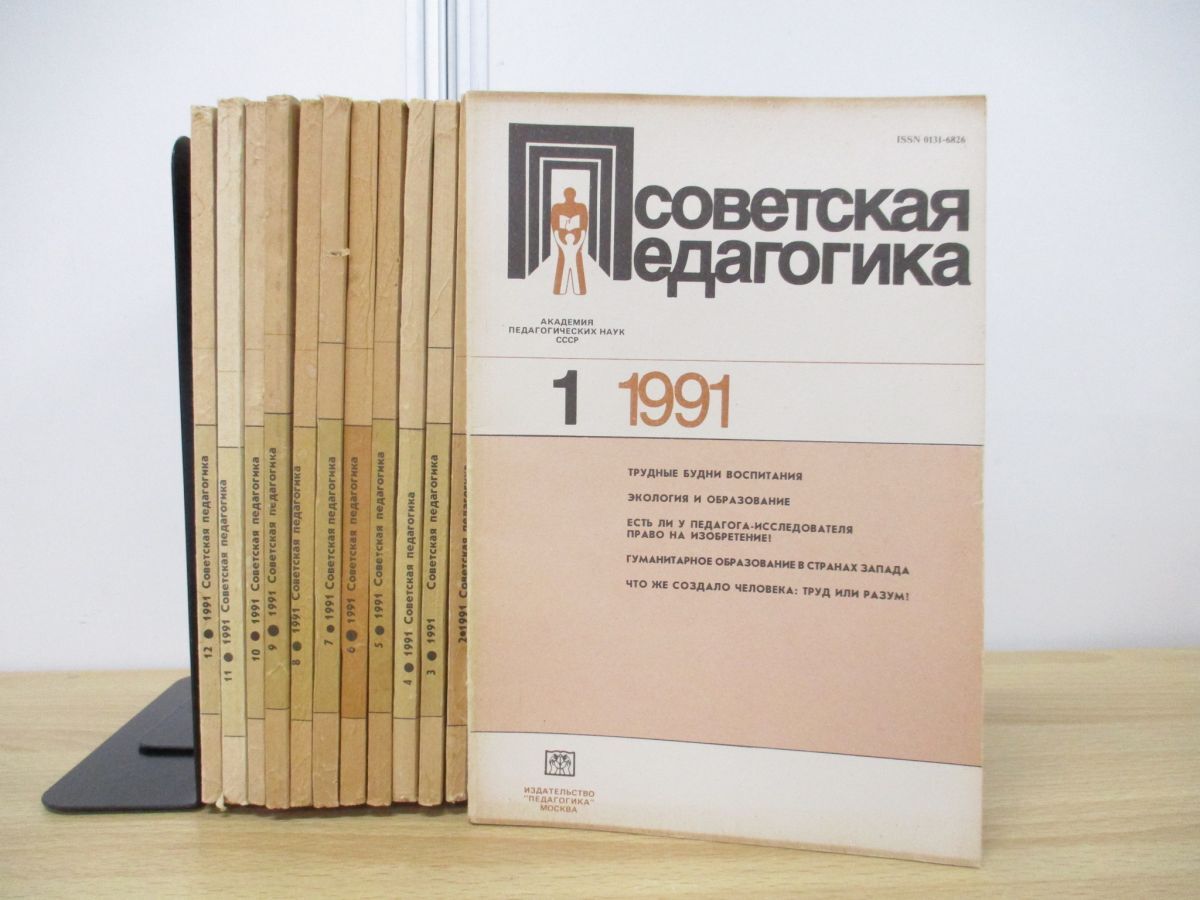 12 ● 1991 Советская педагогика
11 ● 1991 Советская педагогика
10 ● 1991 Советская педагогика
9 ● 1991 Советская педагогика
8 ● 1991 Советская педагогика
7 ● 1991 Советская педагогика
6 ● 1991 Советская педагогика
5 ● 1991 Советская педагогика
4 ● 1991 Советская педагогика
3 ● 1991 Советская педагогика
2●1991 Советская педагогика
ISSN 0131-6826
советская
Педагогика
АКАДЕМИЯ
ПЕДАГОГИЧЕСКИХ НАУК
СССР
1 1991
ТРУДНЫЕ БУДНИ ВОСПИТАНИЯ
ЭКОЛОГИЯ И ОБРАЗОВАНИЕ
ЕСТЬ ЛИ У ПЕДАГОГА-ИССЛЕДОВАТЕЛЯ
ПРАВО НА ИЗОБРЕТЕНИЕ?
ГУМАНИТАРНОЕ ОБРАЗОВАНИЕ В СТРАНАХ ЗАПАДА
ЧТО ЖЕ СОЗДАЛО ЧЕЛОВЕКА: ТРУД ИЛИ РАЗУМ?
ИЗДАТЕЛЬСТВО
"ПЕДАГОГИКА"
МОСКВА